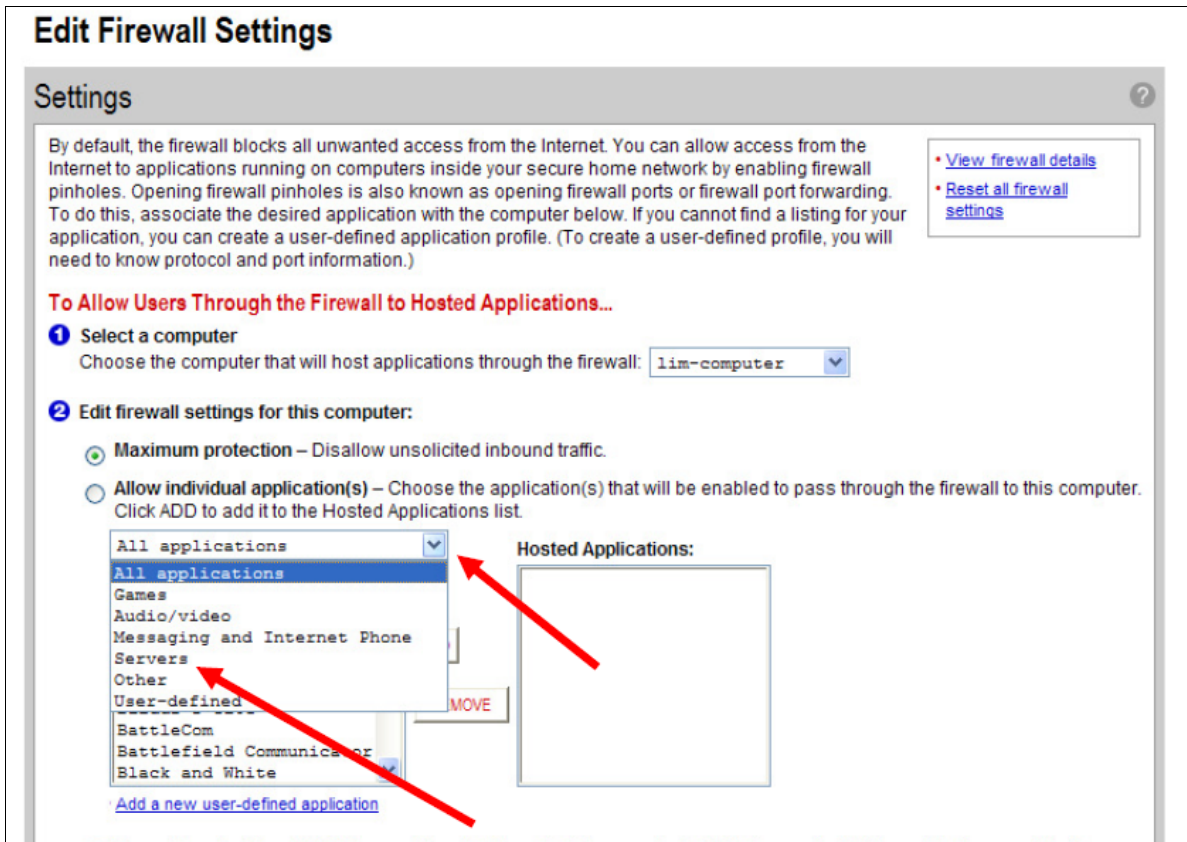 Edit Firewall Settings
Settings
?
By default, the firewall blocks all unwanted access from the Internet. You can allow access from the
Internet to applications running on computers inside your secure home network by enabling firewall
pinholes. Opening firewall pinholes is also known as opening firewall ports or firewall port forwarding.
To do this, associate the desired application with the computer below. If you cannot find a listing for your
application, you can create a user-defined application profile. (To create a user-defined profile, you will
need to know protocol and port information.)
• View firewall details
• Reset all firewall
settings
To Allow Users Through the Firewall to Hosted Applications...
1 Select a computer
Choose the computer that will host applications through the firewall: lim-computer
2 Edit firewall settings for this computer:
Maximum protection – Disallow unsolicited inbound traffic.
Allow individual application(s) – Choose the application(s) that will be enabled to pass through the firewall to this computer.
Click ADD to add it to the Hosted Applications list.
All applications
All applications
Games
Audio/video
Messaging and Internet Phone
Servers
Other
User-defined
BattleCom
Battlefield Communicator
Black and White
MOVE
Hosted Applications:
Add a new user-defined application